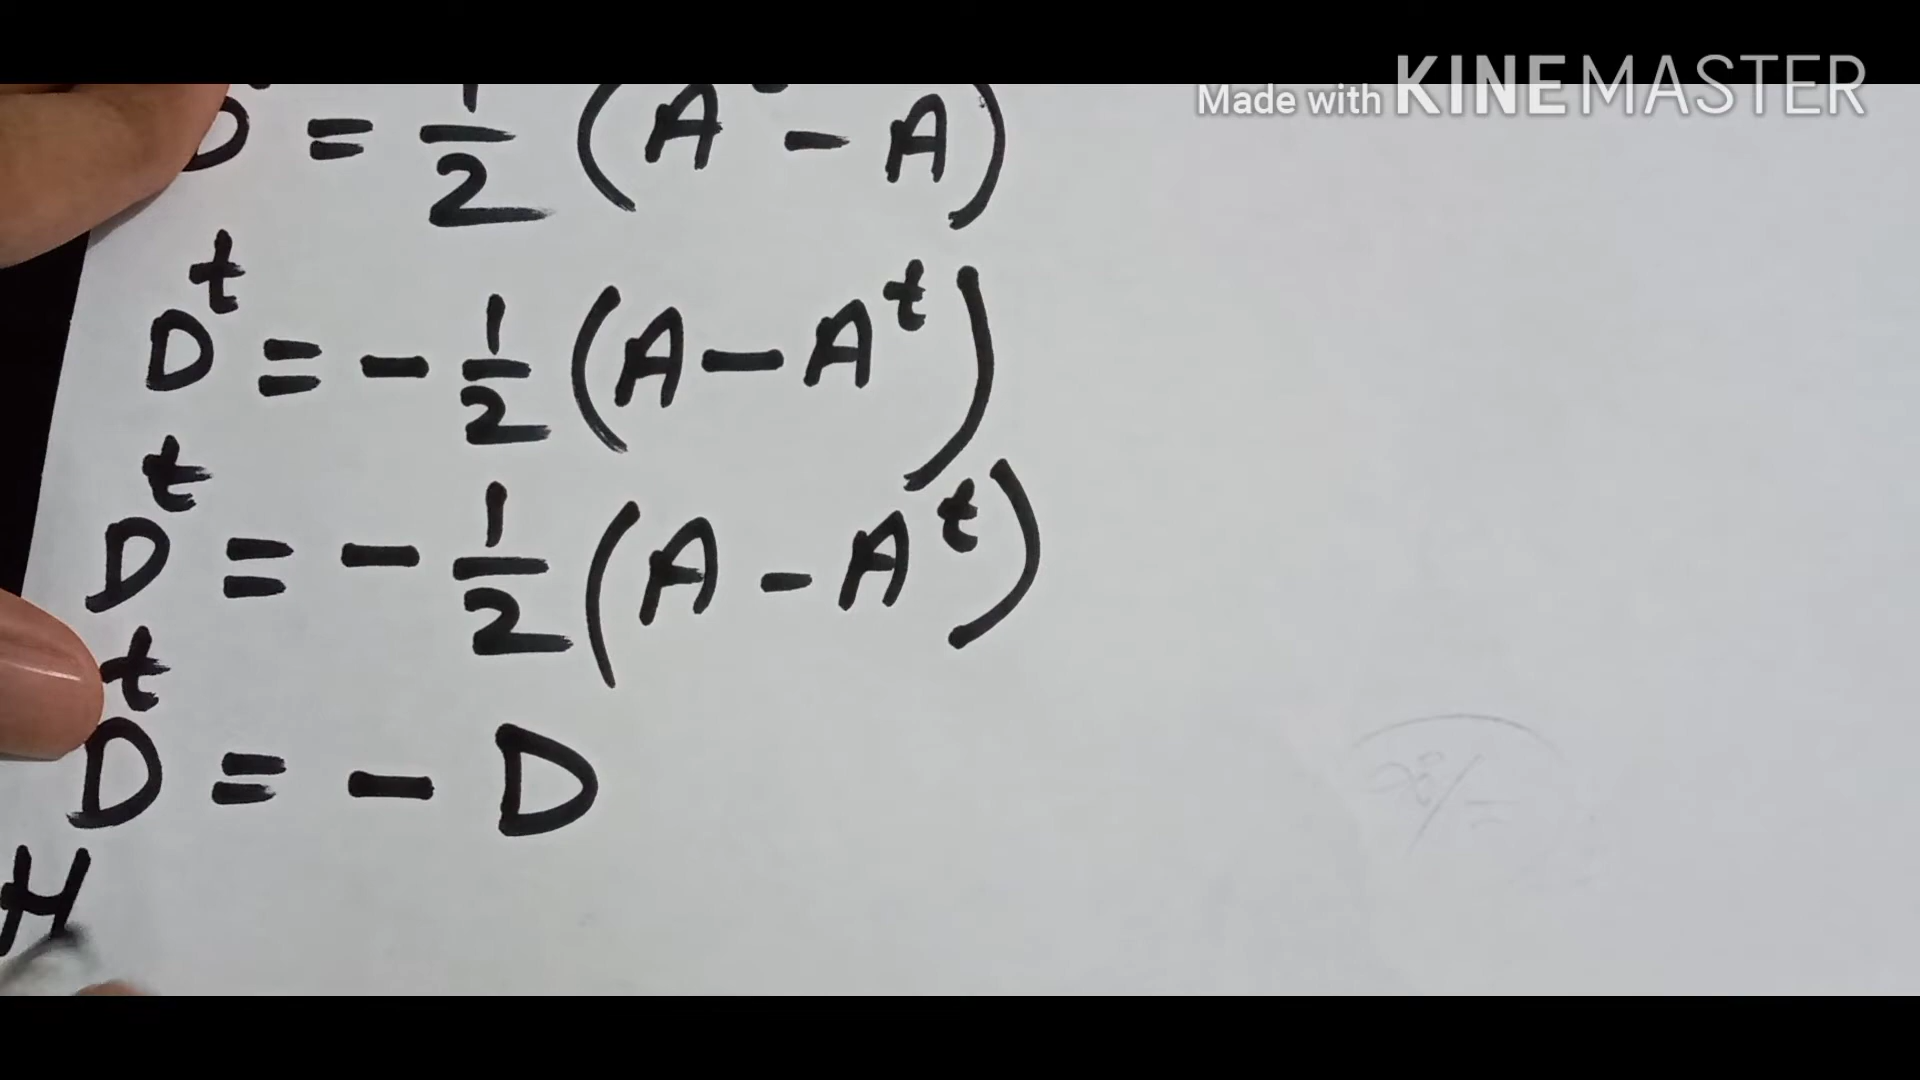 Made with KINEMASTER
D = 1/2 (A - A)
D^t = - 1/2 (A - A^t)
D^t = - 1/2 (A - A^t)
D^t = - D
H